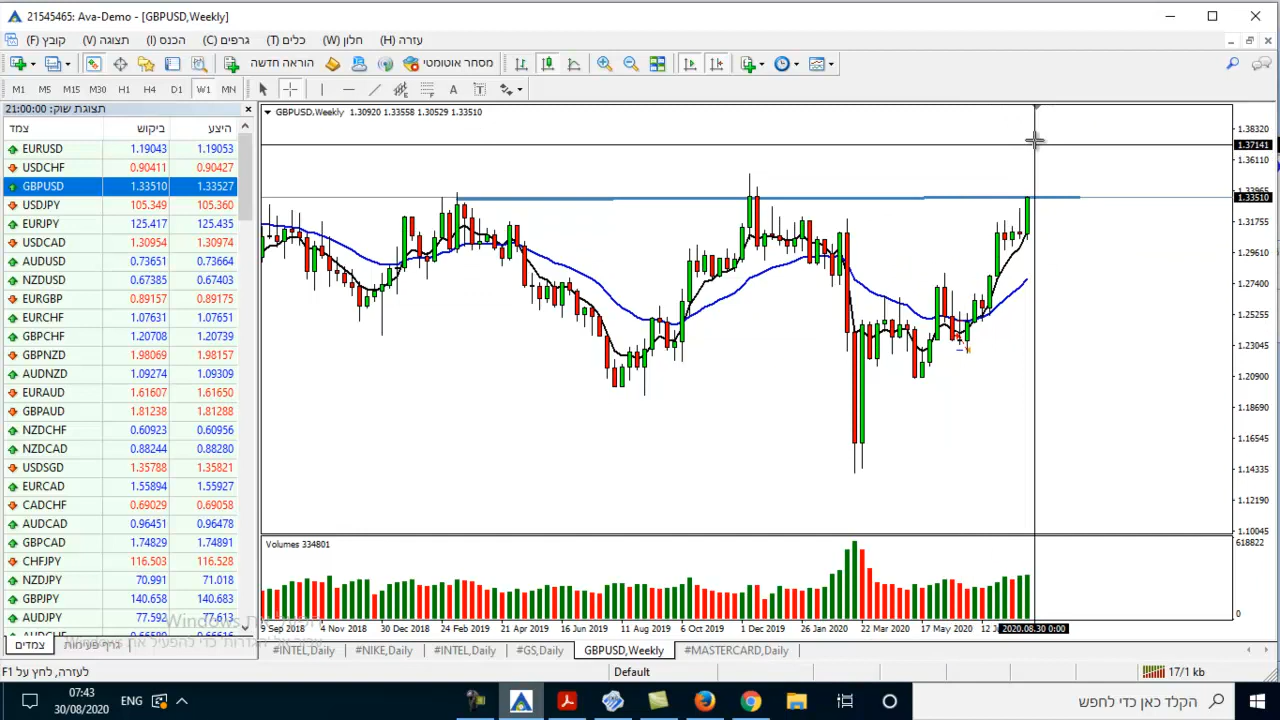 21545465: Ava-Demo - [GBPUSD,Weekly]
קובץ (F) תצוגה (V) הכנס (I) גרפים (C) כלים (T) חלון (W) עזרה (H)
הוראה חדשה מסחר אוטומטי
M1 M5 M15 M30 H1 H4 D1 W1 MN A T
תצוגת שוק: 21:00:00
צמד ביקוש היצע
EURUSD 1.19043 1.19053
USDCHF 0.90411 0.90427
GBPUSD 1.33510 1.33527
USDJPY 105.349 105.360
EURJPY 125.417 125.435
USDCAD 1.30954 1.30974
AUDUSD 0.73651 0.73664
NZDUSD 0.67385 0.67403
EURGBP 0.89157 0.89175
EURCHF 1.07631 1.07651
GBPCHF 1.20708 1.20739
GBPNZD 1.98069 1.98157
AUDNZD 1.09274 1.09309
EURAUD 1.61607 1.61650
GBPAUD 1.81238 1.81288
NZDCHF 0.60923 0.60956
NZDCAD 0.88244 0.88280
USDSGD 1.35788 1.35821
EURCAD 1.55894 1.55927
CADCHF 0.69029 0.69058
AUDCAD 0.96451 0.96478
GBPCAD 1.74829 1.74891
CHFJPY 116.503 116.528
NZDJPY 70.991 71.018
GBPJPY 140.658 140.683
AUDJPY 77.592 77.613
צמדים גרף פעימות
GBPUSD,Weekly 1.30920 1.33558 1.30529 1.33510
1.38320
1.37141
1.36110
1.33965
1.33510
1.31755
1.29610
1.27400
1.25255
1.23045
1.20900
1.18690
1.16545
1.14335
1.12190
1.10045
Volumes 334801
618822
0
9 Sep 2018 4 Nov 2018 30 Dec 2018 24 Feb 2019 21 Apr 2019 16 Jun 2019 11 Aug 2019 6 Oct 2019 1 Dec 2019 26 Jan 2020 22 Mar 2020 17 May 2020 2020.08.30 0:00
#INTEL,Daily #NIKE,Daily #INTEL,Daily #GS,Daily GBPUSD,Weekly #MASTERCARD,Daily
לעזרה, לחץ על F1 Default 17/1 kb
07:43
30/08/2020
ENG
הקלד כאן כדי לחפש